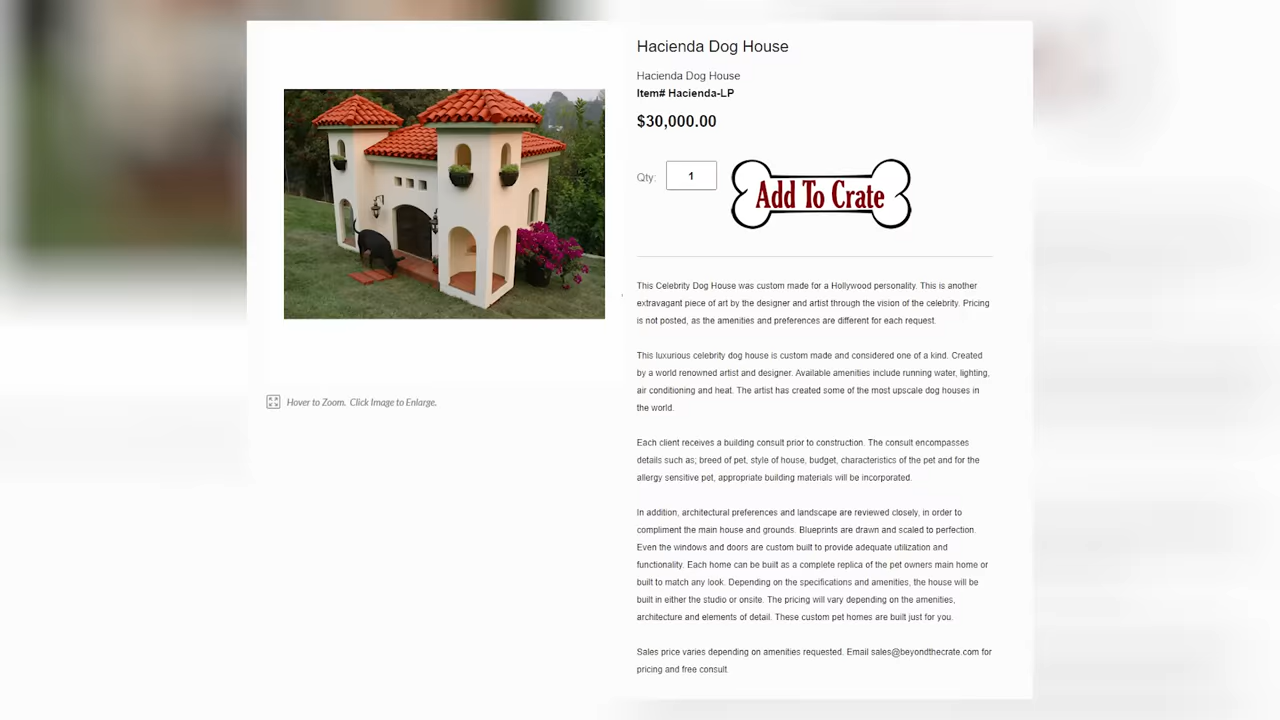 Hacienda Dog House
Hacienda Dog House
Item# Hacienda-LP
$30,000.00
Qty: 1
Add To Crate
This Celebrity Dog House was custom made for a Hollywood personality. This is another
extravagant piece of art by the designer and artist through the vision of the celebrity. Pricing
is not posted, as the amenities and preferences are different for each request.
This luxurious celebrity dog house is custom made and considered one of a kind. Created
by a world renowned artist and designer. Available amenities include running water, lighting,
air conditioning and heat. The artist has created some of the most upscale dog houses in
the world.
Hover to Zoom. Click Image to Enlarge.
Each client receives a building consult prior to construction. The consult encompasses
details such as; breed of pet, style of house, budget, characteristics of the pet and for the
allergy sensitive pet, appropriate building materials will be incorporated.
In addition, architectural preferences and landscape are reviewed closely, in order to
compliment the main house and grounds. Blueprints are drawn and scaled to perfection.
Even the windows and doors are custom built to provide adequate utilization and
functionality. Each home can be built as a complete replica of the pet owners main home or
built to match any look. Depending on the specifications and amenities, the house will be
built in either the studio or onsite. The pricing will vary depending on the amenities,
architecture and elements of detail. These custom pet homes are built just for you.
Sales price varies depending on amenities requested. Email sales@beyondthecrate.com for
pricing and free consult